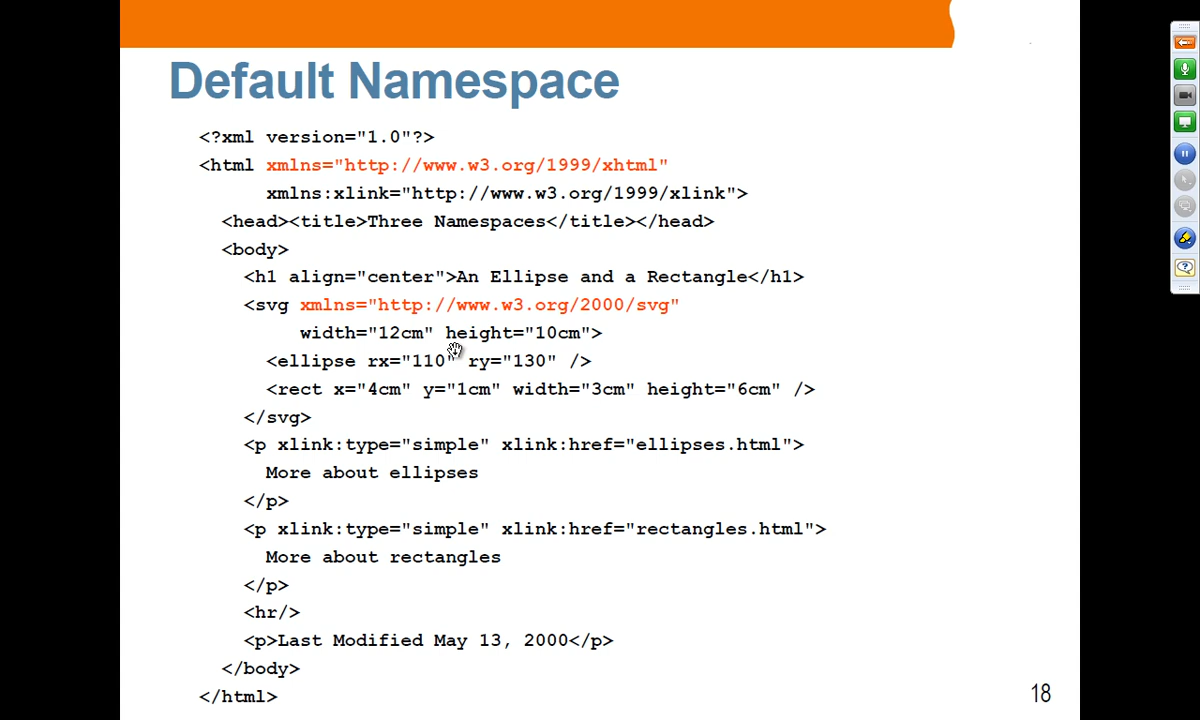 Default Namespace
<?xml version="1.0"?>
<html xmlns="http://www.w3.org/1999/xhtml"
xmlns:xlink="http://www.w3.org/1999/xlink">
<head><title>Three Namespaces</title></head>
<body>
<h1 align="center">An Ellipse and a Rectangle</h1>
<svg xmlns="http://www.w3.org/2000/svg"
width="12cm" height="10cm">
<ellipse rx="110" ry="130" />
<rect x="4cm" y="1cm" width="3cm" height="6cm" />
</svg>
<p xlink:type="simple" xlink:href="ellipses.html">
More about ellipses
</p>
<p xlink:type="simple" xlink:href="rectangles.html">
More about rectangles
</p>
<hr/>
<p>Last Modified May 13, 2000</p>
</body>
</html>
18